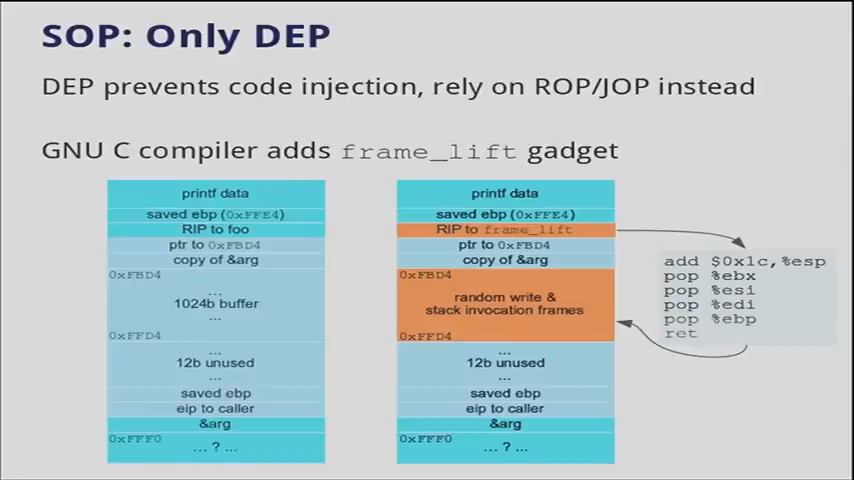 SOP: Only DEP
DEP prevents code injection, rely on ROP/JOP instead
GNU C compiler adds frame_lift gadget
printf data
saved ebp (0xFFE4)
RIP to foo
ptr to 0xFBD4
copy of &arg
0xFBD4
...
1024b buffer
...
0xFFD4
...
12b unused
...
saved ebp
eip to caller
&arg
0xFFF0
... ? ...
printf data
saved ebp (0xFFE4)
RIP to frame_lift
ptr to 0xFBD4
copy of &arg
0xFBD4
random write &
stack invocation frames
0xFFD4
...
12b unused
...
saved ebp
eip to caller
&arg
0xFFF0
... ? ...
add $0x1c,%esp
pop %ebx
pop %esi
pop %edi
pop %ebp
ret